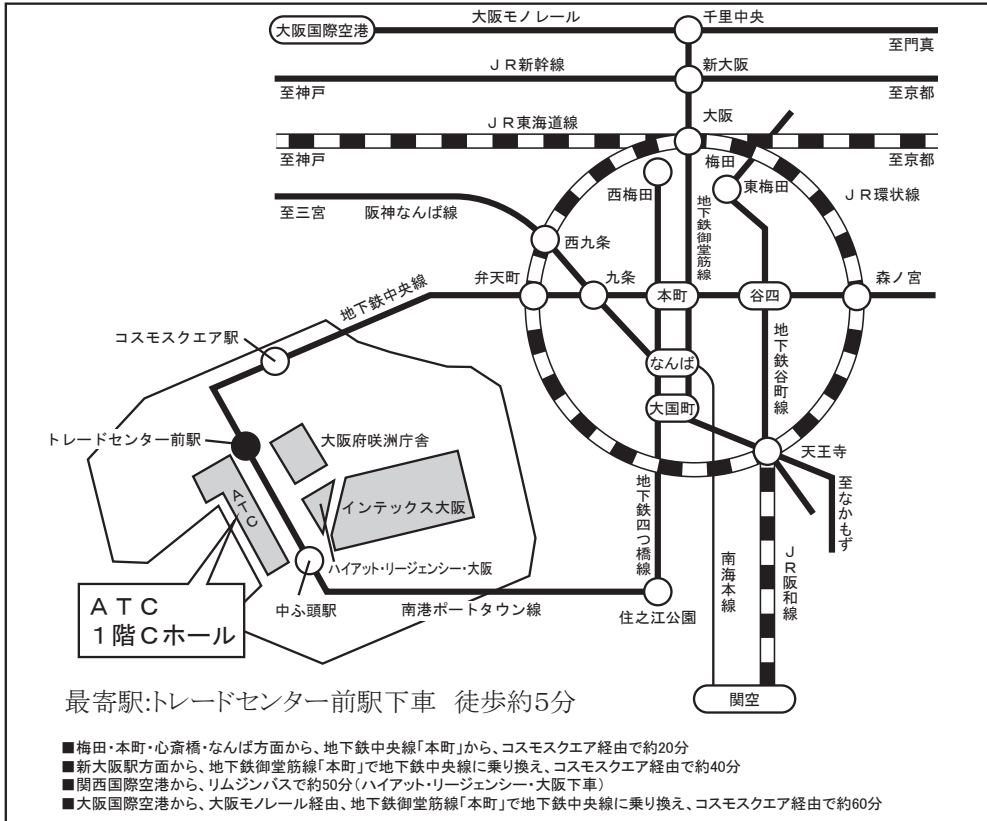 大阪モノレール
千里中央
大阪国際空港
至門真
ＪＲ新幹線
新大阪
至神戸
至京都
大阪
ＪＲ東海道線
至神戸
梅田
至京都
西梅田
東梅田
ＪＲ環状線
地下鉄御堂筋線
至三宮
阪神なんば線
西九条
弁天町
九条
本町
谷四
森ノ宮
地下鉄中央線
コスモスクエア駅
なんば
地下鉄谷町線
大国町
トレードセンター前駅
大阪府咲洲庁舎
天王寺
ＡＴＣ
インテックス大阪
地下鉄四つ橋線
至なかもず
ハイアット・リージェンシー・大阪
南海本線
ＪＲ阪和線
中ふ頭駅
南港ポートタウン線
住之江公園
ＡＴＣ
１階Ｃホール
関空
最寄駅:トレードセンター前駅下車　徒歩約5分
■梅田・本町・心斎橋・なんば方面から、地下鉄中央線「本町」から、コスモスクエア経由で約20分
■新大阪駅方面から、地下鉄御堂筋線「本町」で地下鉄中央線に乗り換え、コスモスクエア経由で約40分
■関西国際空港から、リムジンバスで約50分（ハイアット・リージェンシー・大阪下車）
■大阪国際空港から、大阪モノレール経由、地下鉄御堂筋線「本町」で地下鉄中央線に乗り換え、コスモスクエア経由で約60分